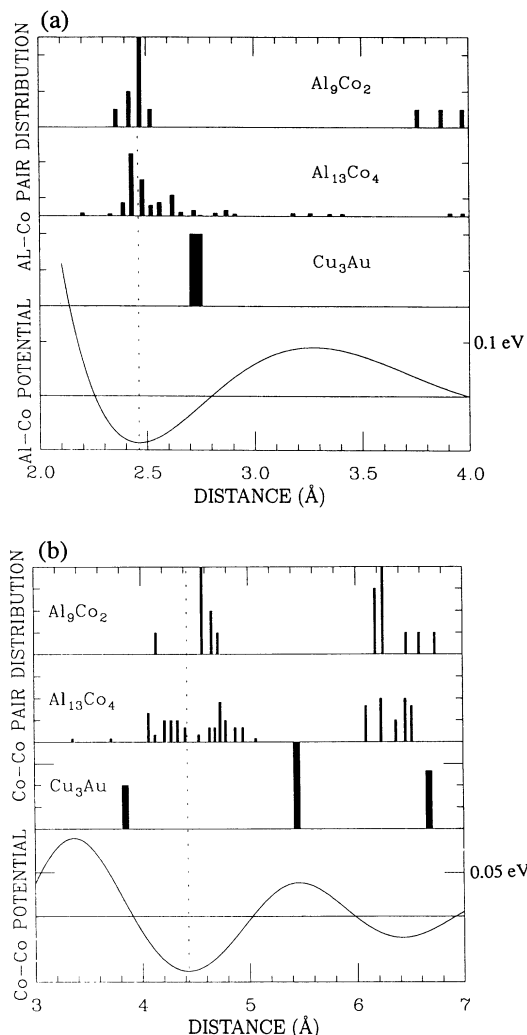 (a)
AL-Co PAIR DISTRIBUTION
Al-Co POTENTIAL
Al₉Co₂
Al₁₃Co₄
Cu₃Au
0.1 eV
2.0 2.5 3.0 3.5 4.0
DISTANCE (Å)
(b)
Co-Co PAIR DISTRIBUTION
Co-Co POTENTIAL
Al₉Co₂
Al₁₃Co₄
Cu₃Au
0.05 eV
3 4 5 6 7
DISTANCE (Å)